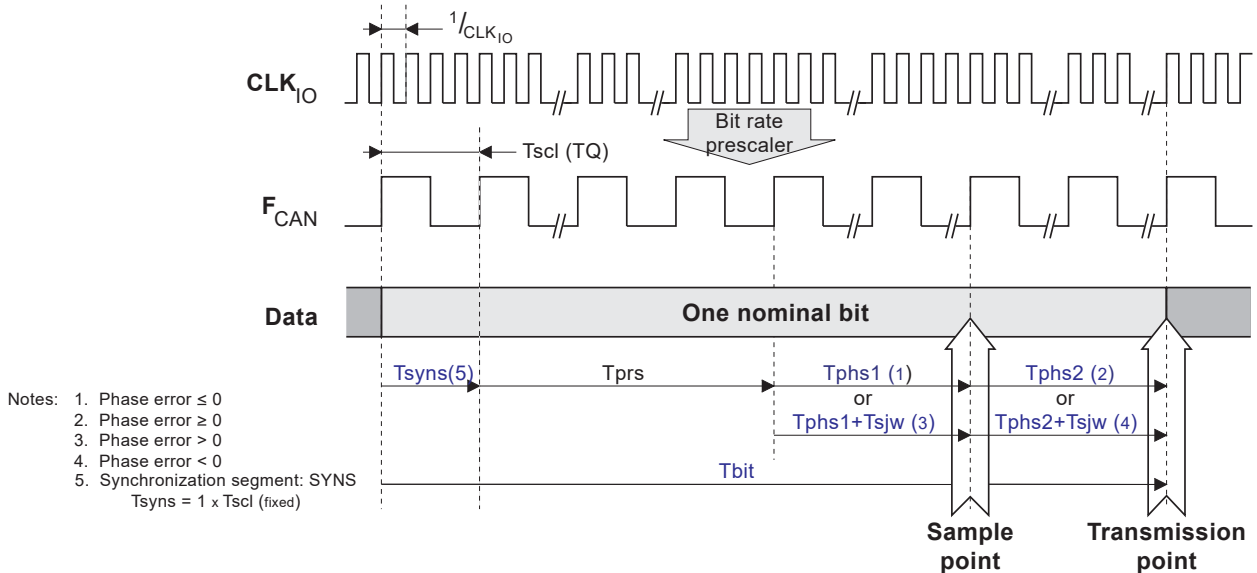 1/CLKIO
CLKIO
Bit rate
prescaler
Tscl (TQ)
FCAN
Data
One nominal bit
Tsyns(5)
Tprs
Tphs1 (1)
Tphs2 (2)
or
or
Tphs1+Tsjw (3)
Tphs2+Tsjw (4)
Tbit
Notes: 1. Phase error ≤ 0
2. Phase error ≥ 0
3. Phase error > 0
4. Phase error < 0
5. Synchronization segment: SYNS
Tsyns = 1 x Tscl (fixed)
Sample
point
Transmission
point